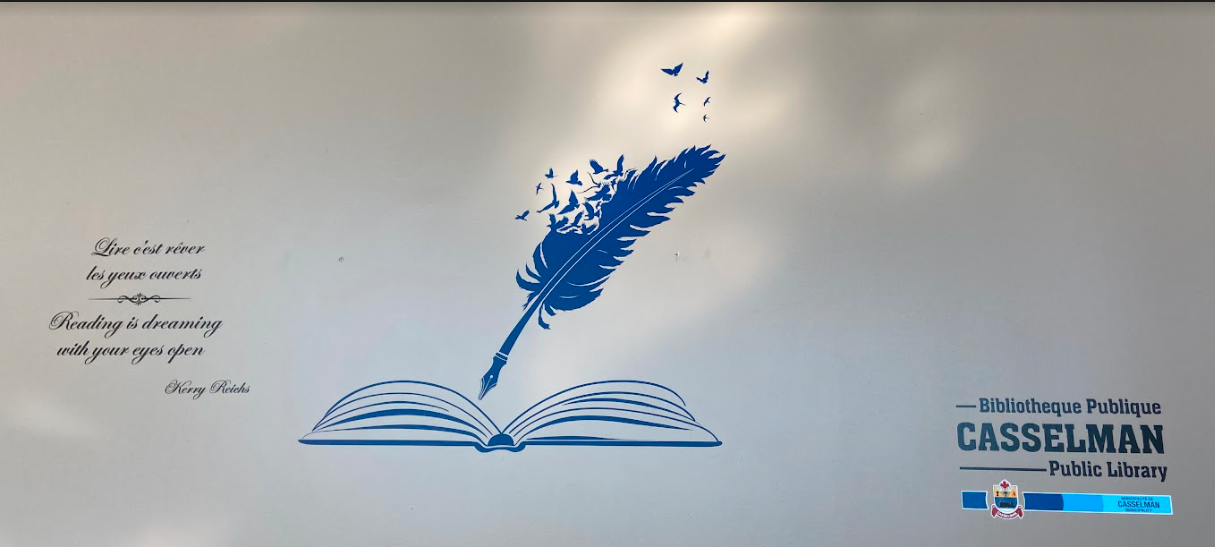 Lire c'est rêver
les yeux ouverts
Reading is dreaming
with your eyes open
Kerry Reichs
Bibliotheque Publique
CASSELMAN
Public Library
CASSELMAN